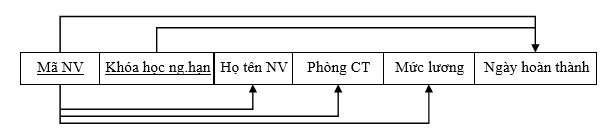 Mã NV Khóa học ng.hạn Họ tên NV Phòng CT Mức lương Ngày hoàn thành